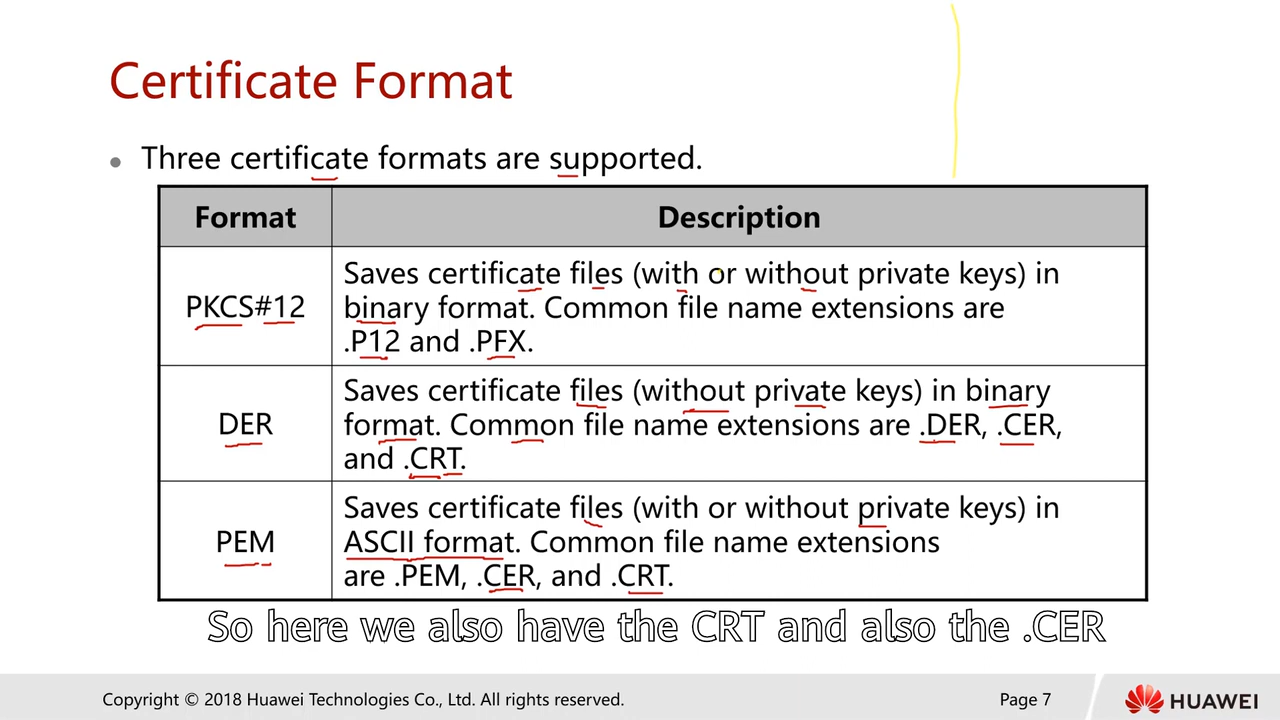 Certificate Format
Three certificate formats are supported.
Format
Description
PKCS#12
Saves certificate files (with or without private keys) in
binary format. Common file name extensions are
.P12 and .PFX.
DER
Saves certificate files (without private keys) in binary
format. Common file name extensions are .DER, .CER,
and .CRT.
PEM
Saves certificate files (with or without private keys) in
ASCII format. Common file name extensions
are .PEM, .CER, and .CRT.
So here we also have the CRT and also the .CER
Copyright © 2018 Huawei Technologies Co., Ltd. All rights reserved.
Page 7
HUAWEI